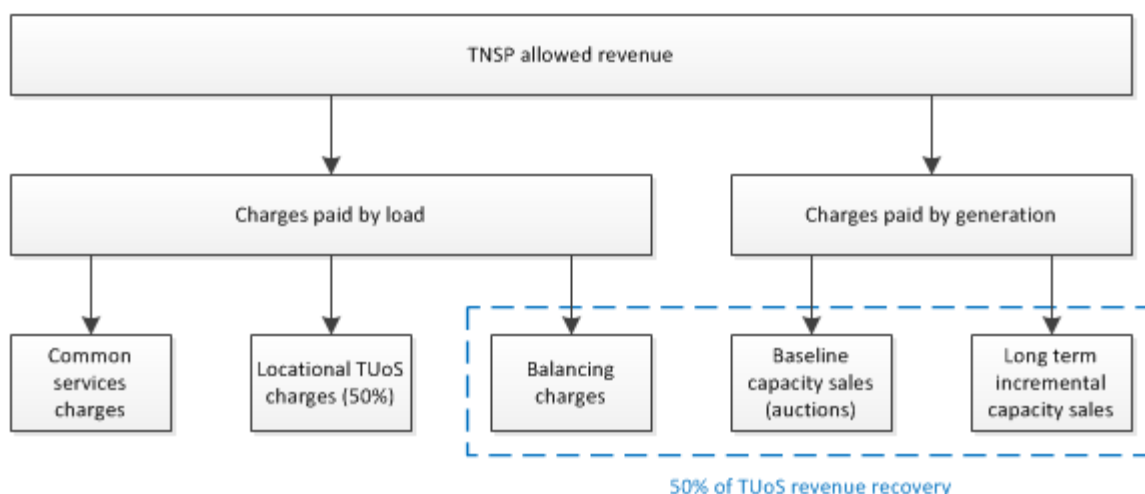 TNSP allowed revenue
Charges paid by load
Charges paid by generation
Common
services
charges
Locational TUoS
charges (50%)
Balancing
charges
Baseline
capacity sales
(auctions)
Long term
incremental
capacity sales
50% of TUoS revenue recovery